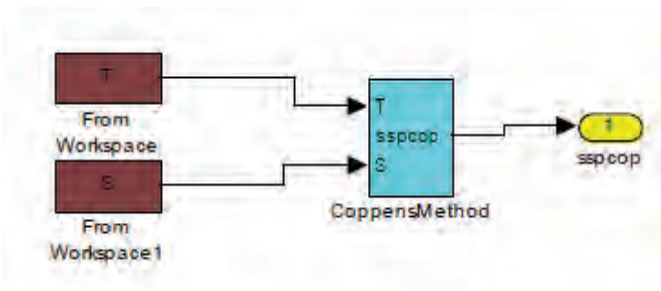 T
From
Workspace
S
From
Workspace1
T
sspcop
S
CoppensMethod
1
sspcop